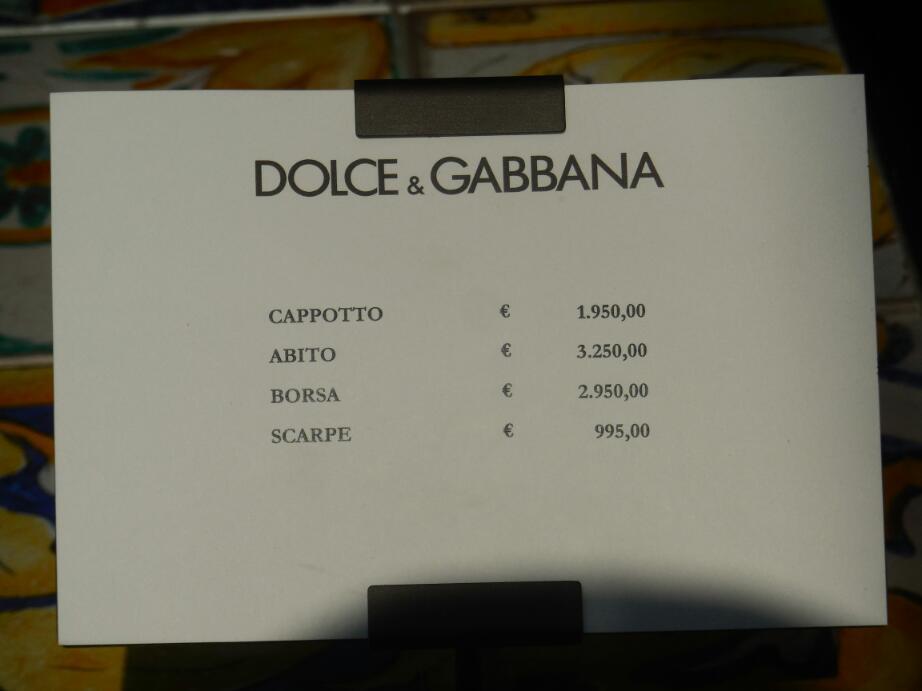 DOLCE & GABBANA
CAPPOTTO € 1.950,00
ABITO € 3.250,00
BORSA € 2.950,00
SCARPE € 995,00